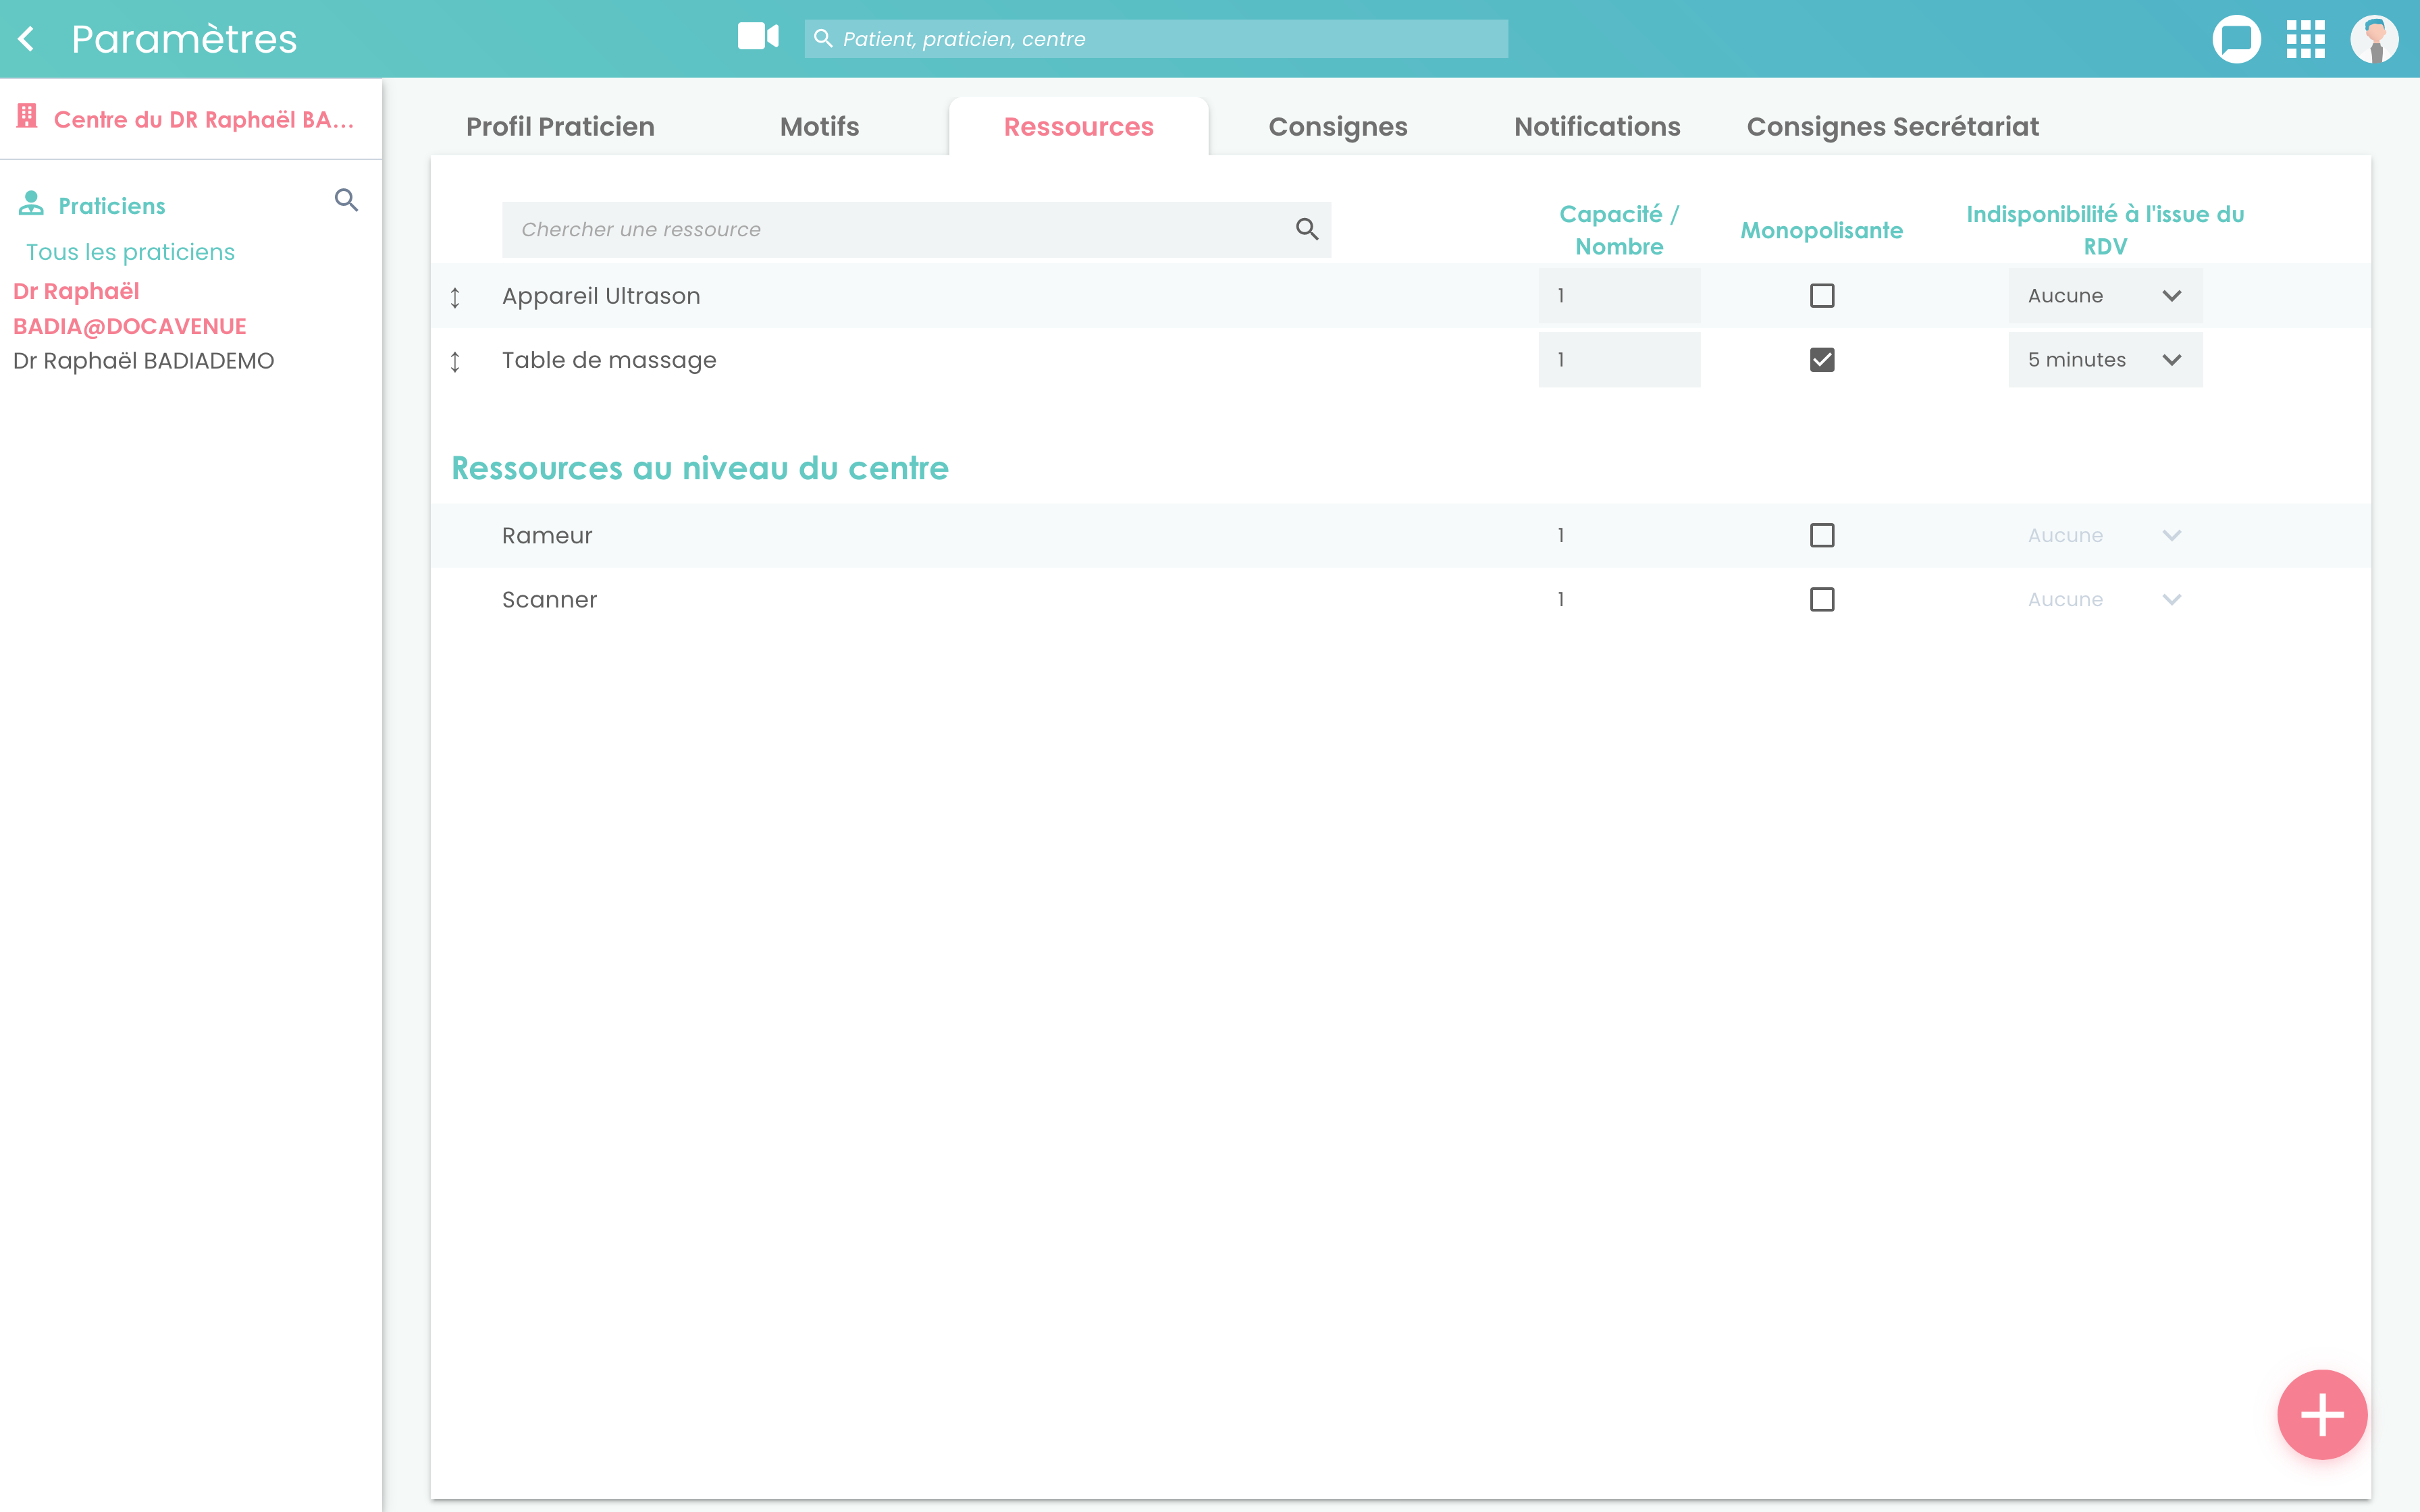 Paramètres
Patient, praticien, centre
Centre du DR Raphaël BA...
Praticiens
Tous les praticiens
Dr Raphaël
BADIA@DOCAVENUE
Dr Raphaël BADIADEMO
Profil Praticien
Motifs
Ressources
Consignes
Notifications
Consignes Secrétariat
Chercher une ressource
Capacité /
Nombre
Monopolisante
Indisponibilité à l'issue du
RDV
Appareil Ultrason
1
Aucune
Table de massage
1
5 minutes
Ressources au niveau du centre
Rameur
1
Aucune
Scanner
1
Aucune